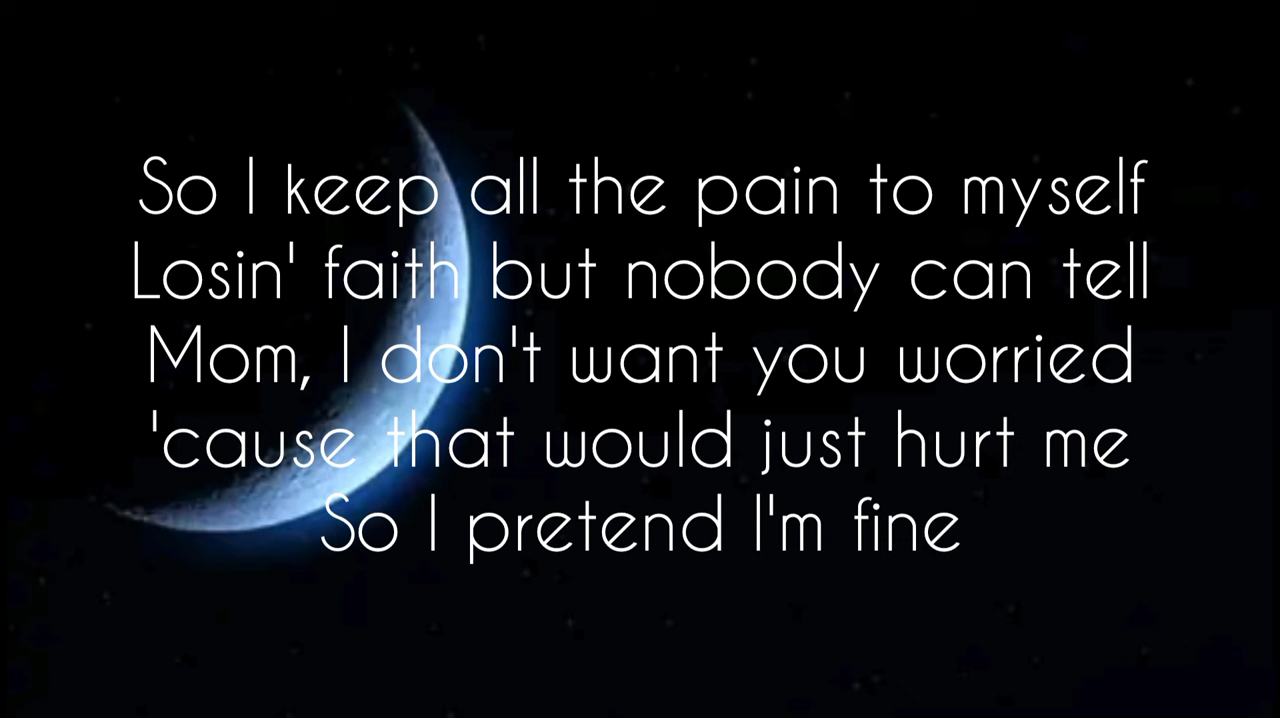 So I keep all the pain to myself
Losin' faith but nobody can tell
Mom, I don't want you worried
'cause that would just hurt me
So I pretend I'm fine